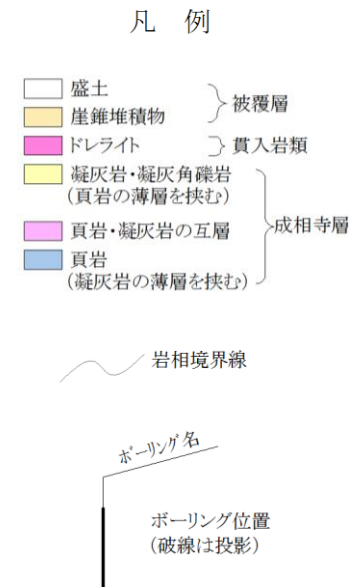 凡 例
盛土
崖錐堆積物
被覆層
ドレライト
貫入岩類
凝灰岩・凝灰角礫岩
(頁岩の薄層を挟む)
頁岩・凝灰岩の互層
成相寺層
頁岩
(凝灰岩の薄層を挟む)
岩相境界線
ボーリング名
ボーリング位置
(破線は投影)